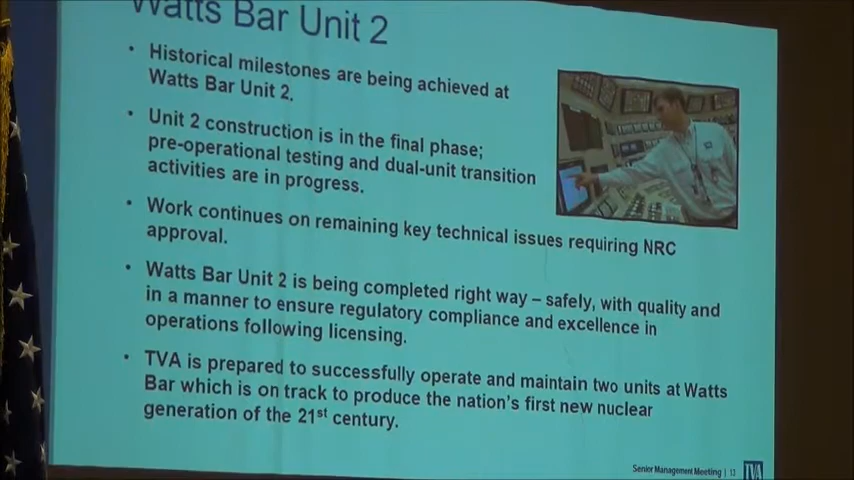 Watts Bar Unit 2
• Historical milestones are being achieved at
Watts Bar Unit 2.
• Unit 2 construction is in the final phase;
pre-operational testing and dual-unit transition
activities are in progress.
• Work continues on remaining key technical issues requiring NRC
approval.
• Watts Bar Unit 2 is being completed right way – safely, with quality and
in a manner to ensure regulatory compliance and excellence in
operations following licensing.
• TVA is prepared to successfully operate and maintain two units at Watts
Bar which is on track to produce the nation's first new nuclear
generation of the 21st century.
Senior Management Meeting | 13
TVA